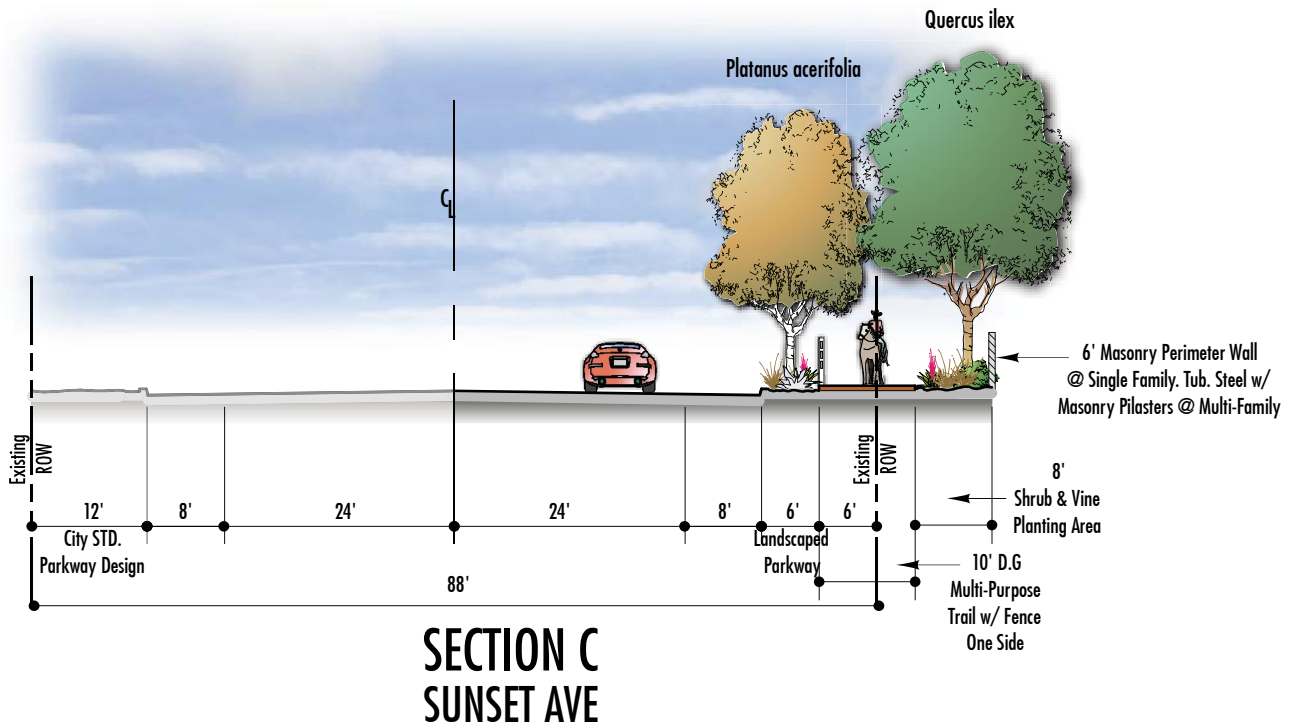 Quercus ilex
Platanus acerifolia
CL
6' Masonry Perimeter Wall
@ Single Family. Tub. Steel w/
Masonry Pilasters @ Multi-Family
Existing
ROW
Existing
ROW
8'
Shrub & Vine
Planting Area
12'
8'
24'
24'
8'
6'
6'
City STD.
Parkway Design
Landscaped
Parkway
10' D.G
Multi-Purpose
Trail w/ Fence
One Side
88'
SECTION C
SUNSET AVE